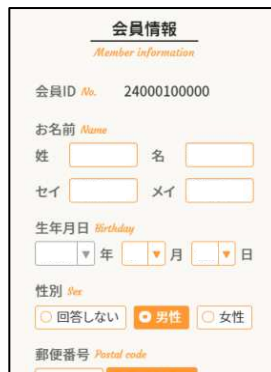 会員情報
Member information
会員ID No. 24000100000
お名前 Name
姓 名
セイ メイ
生年月日 Birthday
年 月 日
性別 Sex
回答しない 男性 女性
郵便番号 Postal code